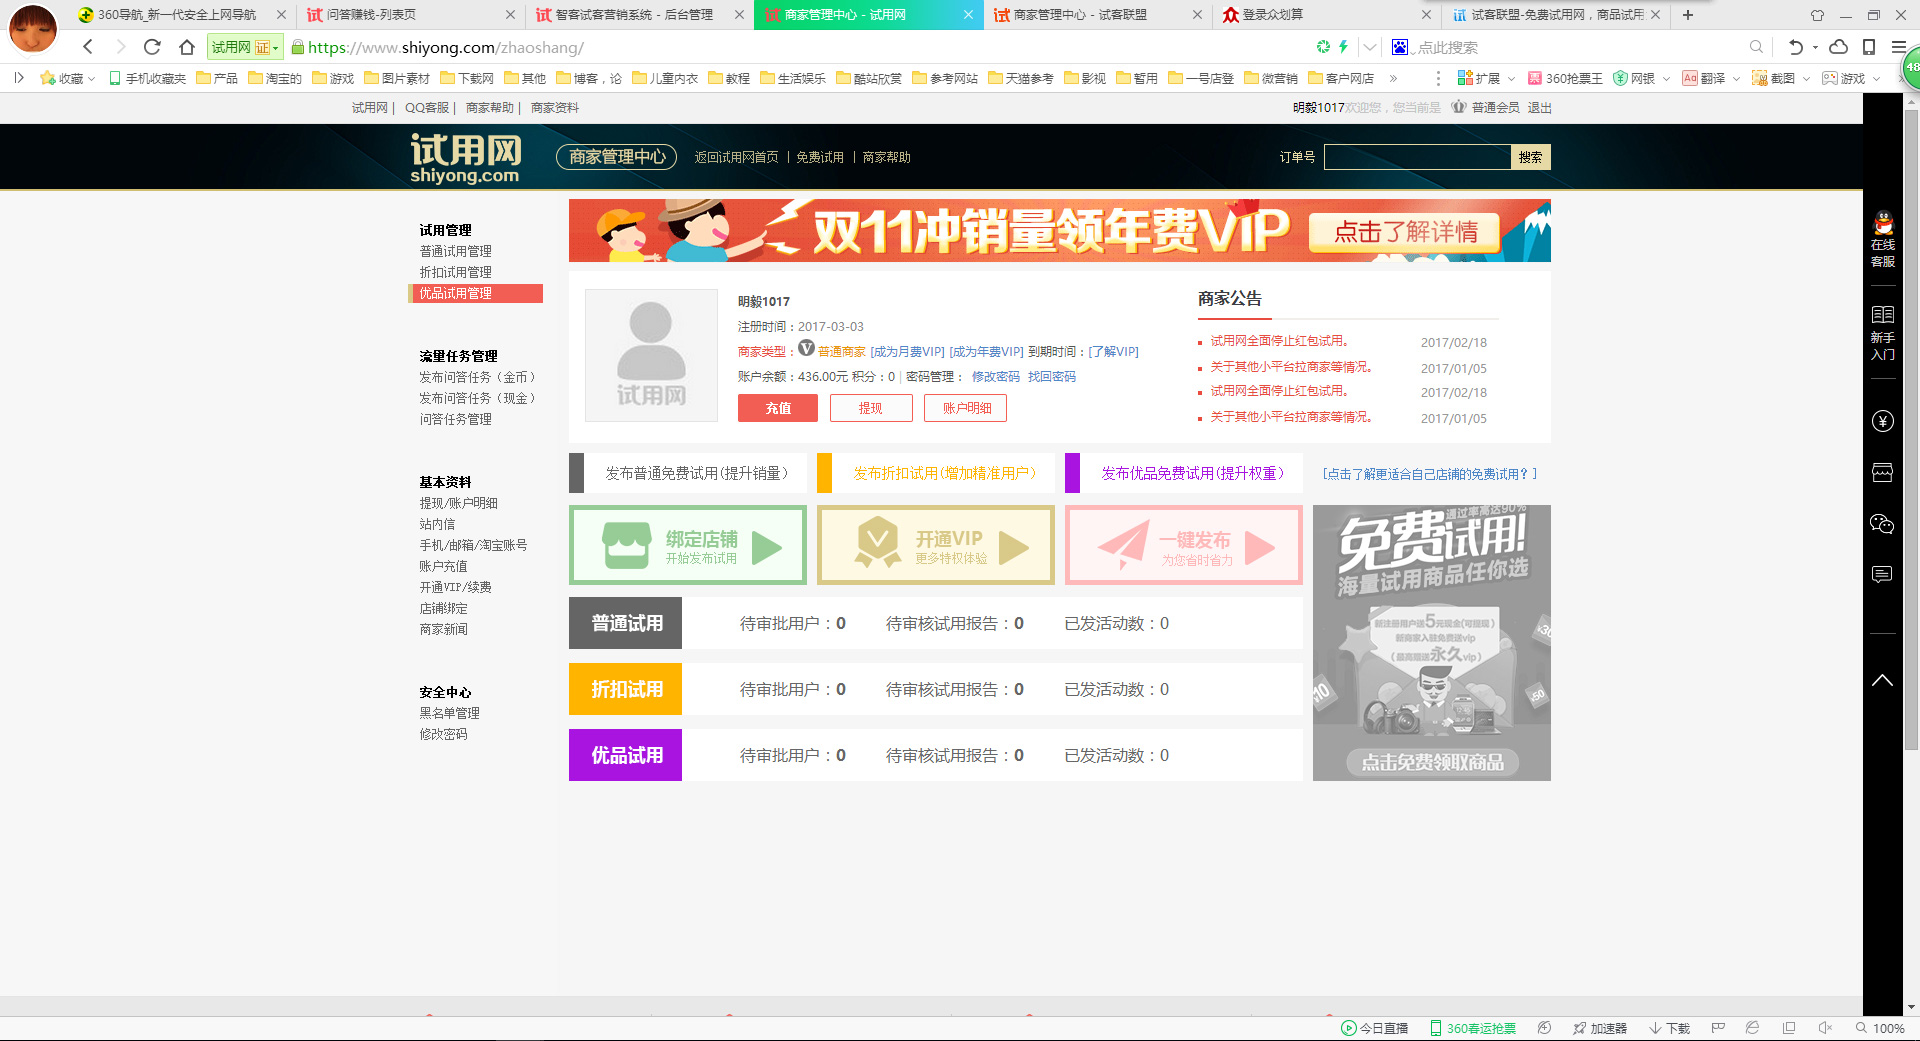 360导航_新一代安全上网导航
问答赚钱-列表页
智客试客营销系统 - 后台管理
商家管理中心 - 试用网
商家管理中心 - 试客联盟
登录众划算
试客联盟-免费试用网，商品试用
试用网 证
https://www.shiyong.com/zhaoshang/
点此搜索
48
收藏 手机收藏夹 产品 淘宝的 游戏 图片素材 下载网 其他 博客，论 儿童内衣 教程 生活娱乐 酷站欣赏 参考网站 天猫参考 影视 暂用 一号店登 微营销 客户网店 »
扩展 360抢票王 网银 翻译 截图 游戏 »
试用网 | QQ客服 | 商家帮助 | 商家资料
明毅1017欢迎您，您当前是 普通会员 退出
试用网
shiyong.com
商家管理中心
返回试用网首页 | 免费试用 | 商家帮助
订单号 搜索
试用管理
普通试用管理
折扣试用管理
优品试用管理
流量任务管理
发布问答任务（金币）
发布问答任务（现金）
问答任务管理
基本资料
提现/账户明细
站内信
手机/邮箱/淘宝账号
账户充值
开通VIP/续费
店铺绑定
商家新闻
安全中心
黑名单管理
修改密码
双11冲销量领年费VIP 点击了解详情
试用网
明毅1017
注册时间：2017-03-03
商家类型： 普通商家 [成为月费VIP] [成为年费VIP] 到期时间：[了解VIP]
账户余额：436.00元 积分：0 | 密码管理： 修改密码 找回密码
充值 提现 账户明细
商家公告
试用网全面停止红包试用。 2017/02/18
关于其他小平台拉商家等情况。 2017/01/05
试用网全面停止红包试用。 2017/02/18
关于其他小平台拉商家等情况。 2017/01/05
发布普通免费试用(提升销量）
发布折扣试用(增加精准用户）
发布优品免费试用(提升权重）
[点击了解更适合自己店铺的免费试用？]
绑定店铺
开始发布试用
开通VIP
更多特权体验
一键发布
为您省时省力
普通试用 待审批用户：0 待审核试用报告：0 已发活动数：0
折扣试用 待审批用户：0 待审核试用报告：0 已发活动数：0
优品试用 待审批用户：0 待审核试用报告：0 已发活动数：0
通过率高达90%
免费试用!
海量试用商品任你选
新注册用户送5元现金(可提现)
新商家入驻免费送vip
(最高赠送永久vip)
10
50
点击免费领取商品
在线
客服
新手
入门
今日直播 360春运抢票 加速器 下载 100%